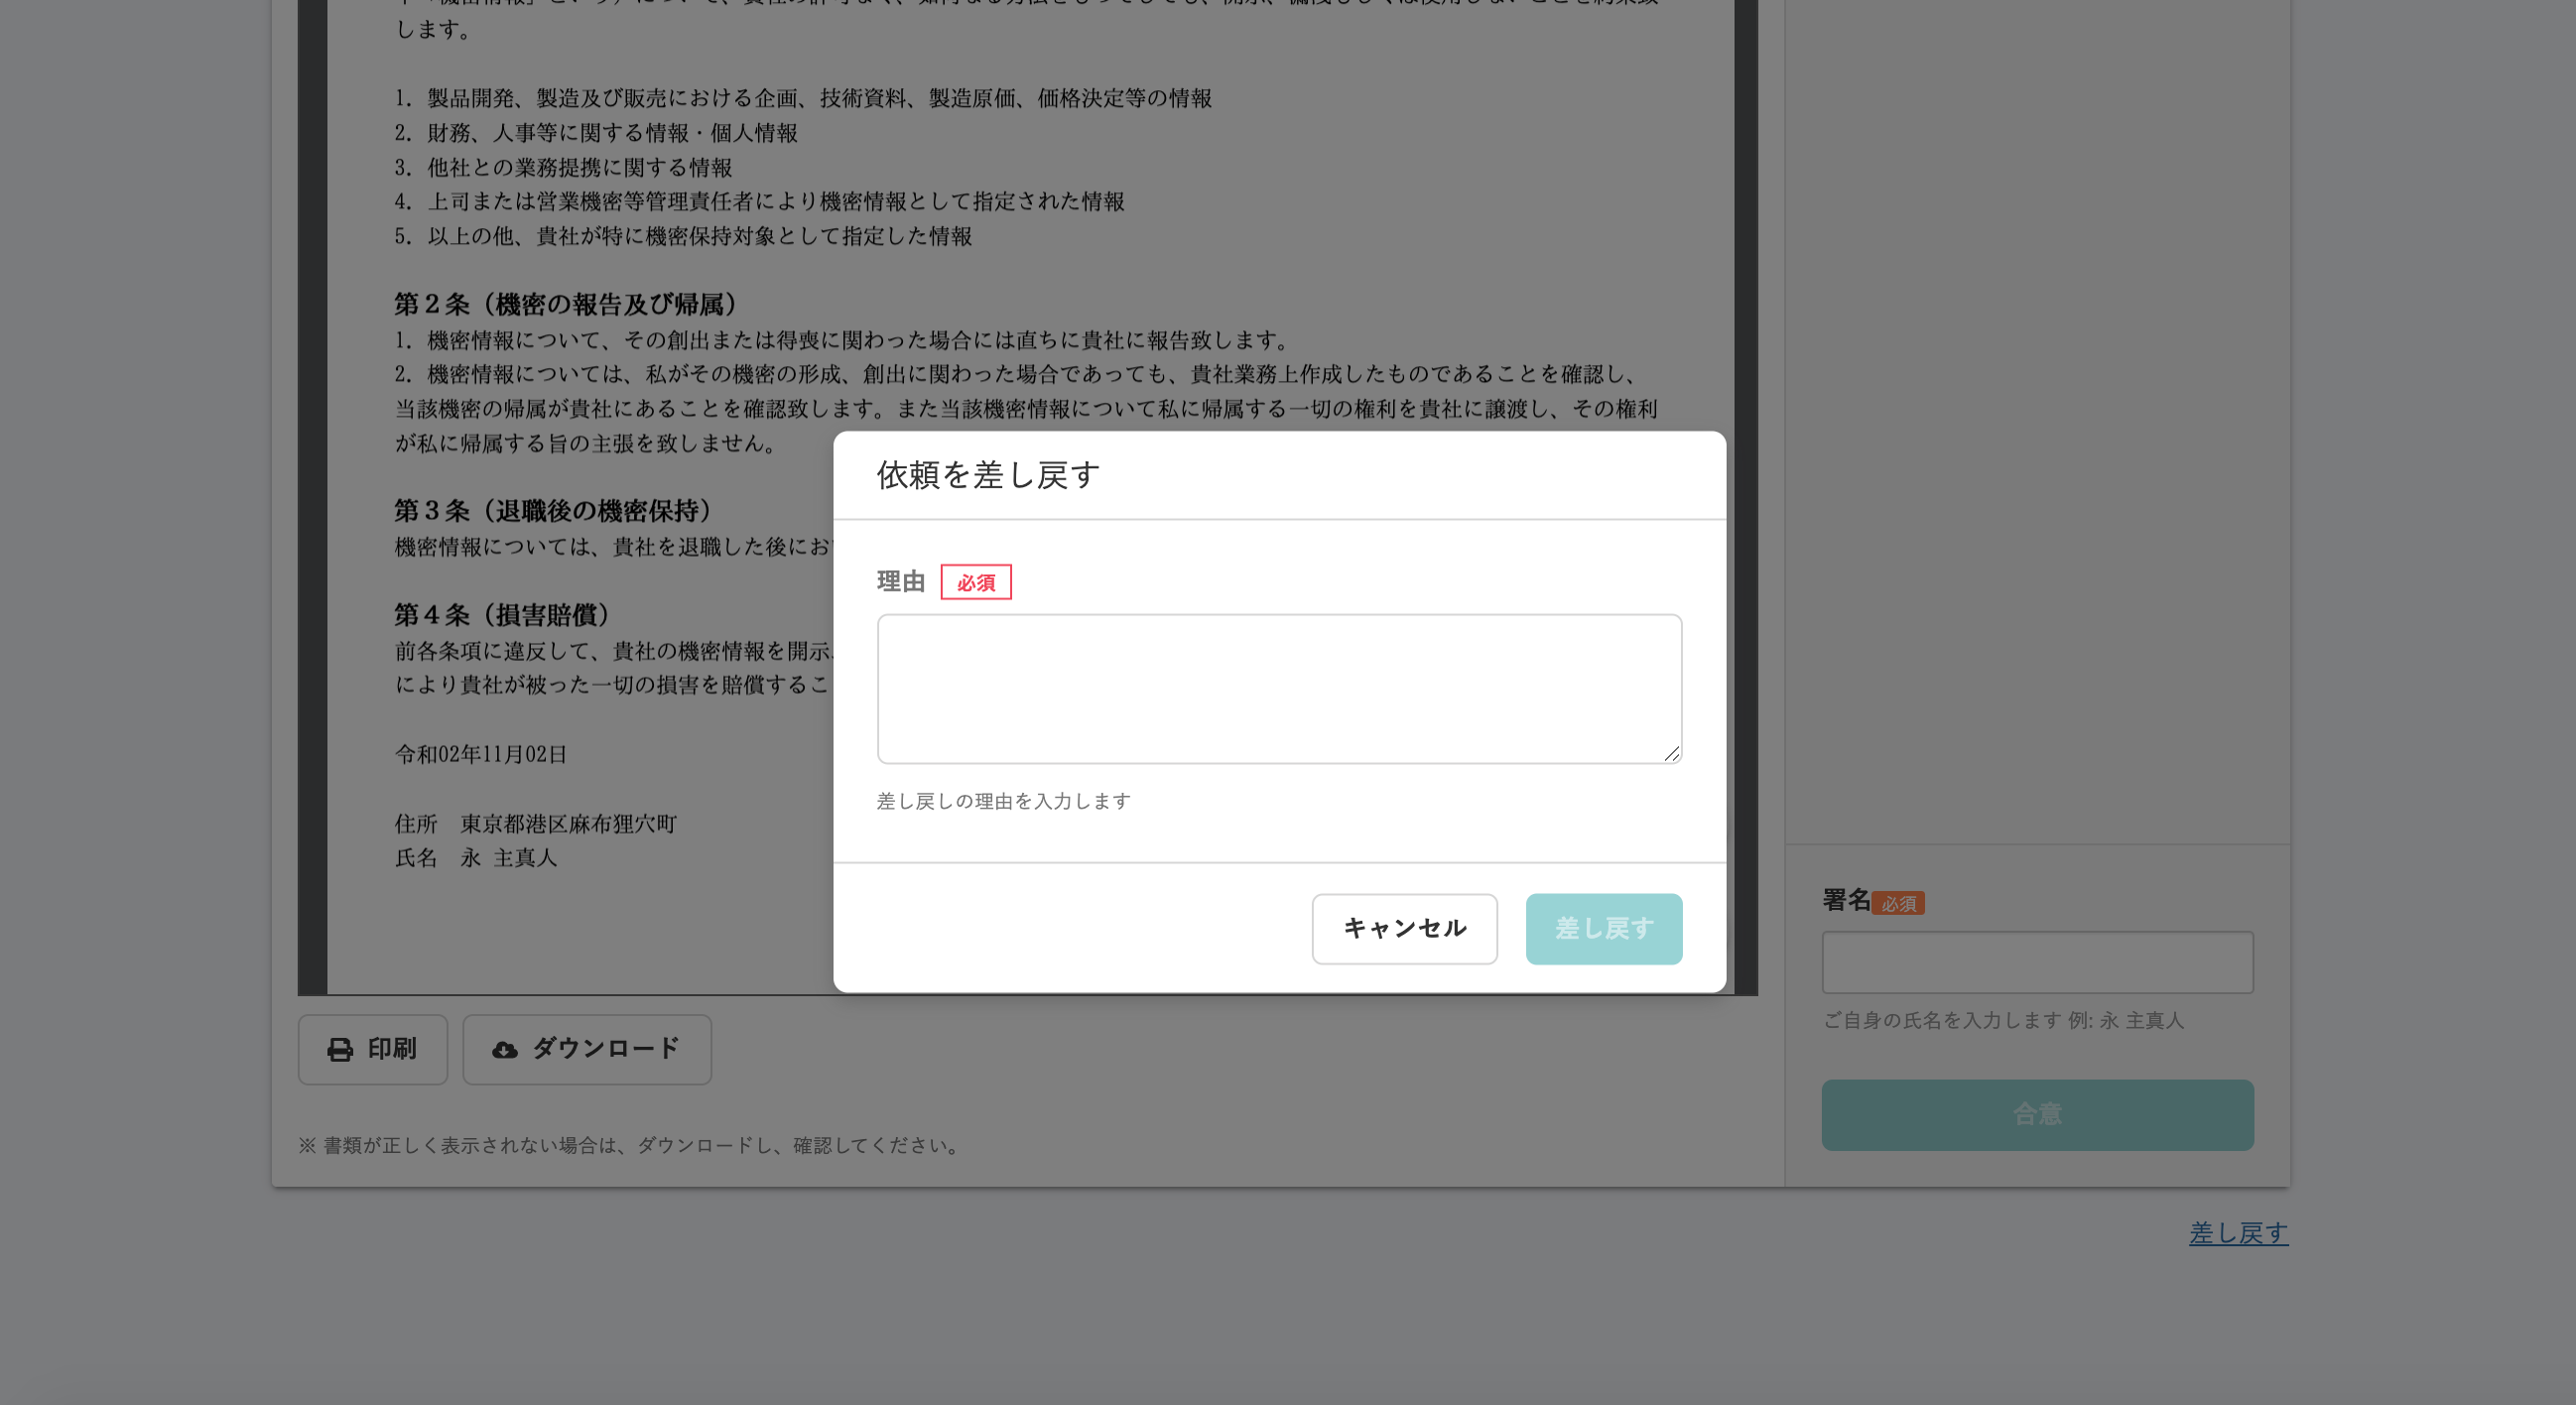 します。
1. 製品開発、製造及び販売における企画、技術資料、製造原価、価格決定等の情報
2. 財務、人事等に関する情報・個人情報
3. 他社との業務提携に関する情報
4. 上司または営業機密等管理責任者により機密情報として指定された情報
5. 以上の他、貴社が特に機密保持対象として指定した情報
第２条（機密の報告及び帰属）
1. 機密情報について、その創出または得喪に関わった場合には直ちに貴社に報告致します。
2. 機密情報については、私がその機密の形成、創出に関わった場合であっても、貴社業務上作成したものであることを確認し、
当該機密の帰属が貴社にあることを確認致します。また当該機密情報について私に帰属する一切の権利を貴社に譲渡し、その権利
が私に帰属する旨の主張を致しません。
第３条（退職後の機密保持）
機密情報については、貴社を退職した後にお
第４条（損害賠償）
前各条項に違反して、貴社の機密情報を開示
により貴社が被った一切の損害を賠償するこ
令和02年11月02日
住所　東京都港区麻布狸穴町
氏名　永 主真人
印刷
ダウンロード
※ 書類が正しく表示されない場合は、ダウンロードし、確認してください。
依頼を差し戻す
理由 必須
差し戻しの理由を入力します
キャンセル
差し戻す
署名 必須
ご自身の氏名を入力します 例: 永 主真人
合意
差し戻す